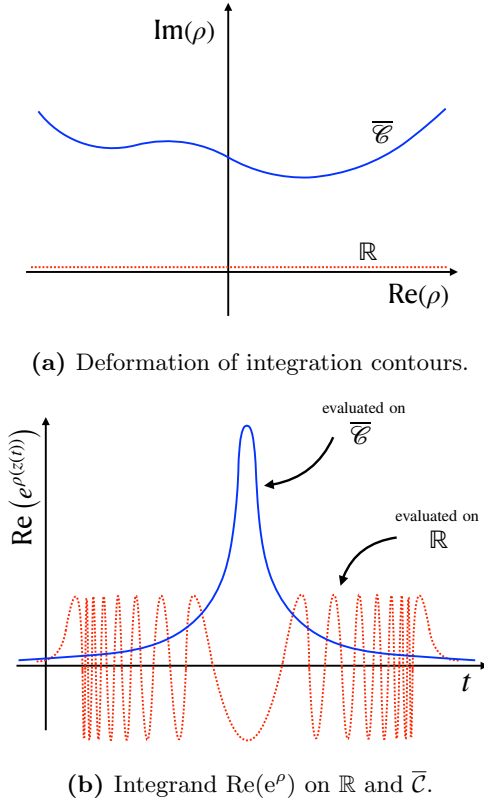 Im(ρ)
𝒞̅
ℝ
Re(ρ)
(a) Deformation of integration contours.
evaluated on
𝒞̅
Re(e^{ρ(z(t))})
evaluated on
ℝ
t
(b) Integrand Re(e^ρ) on ℝ and 𝒞̅.